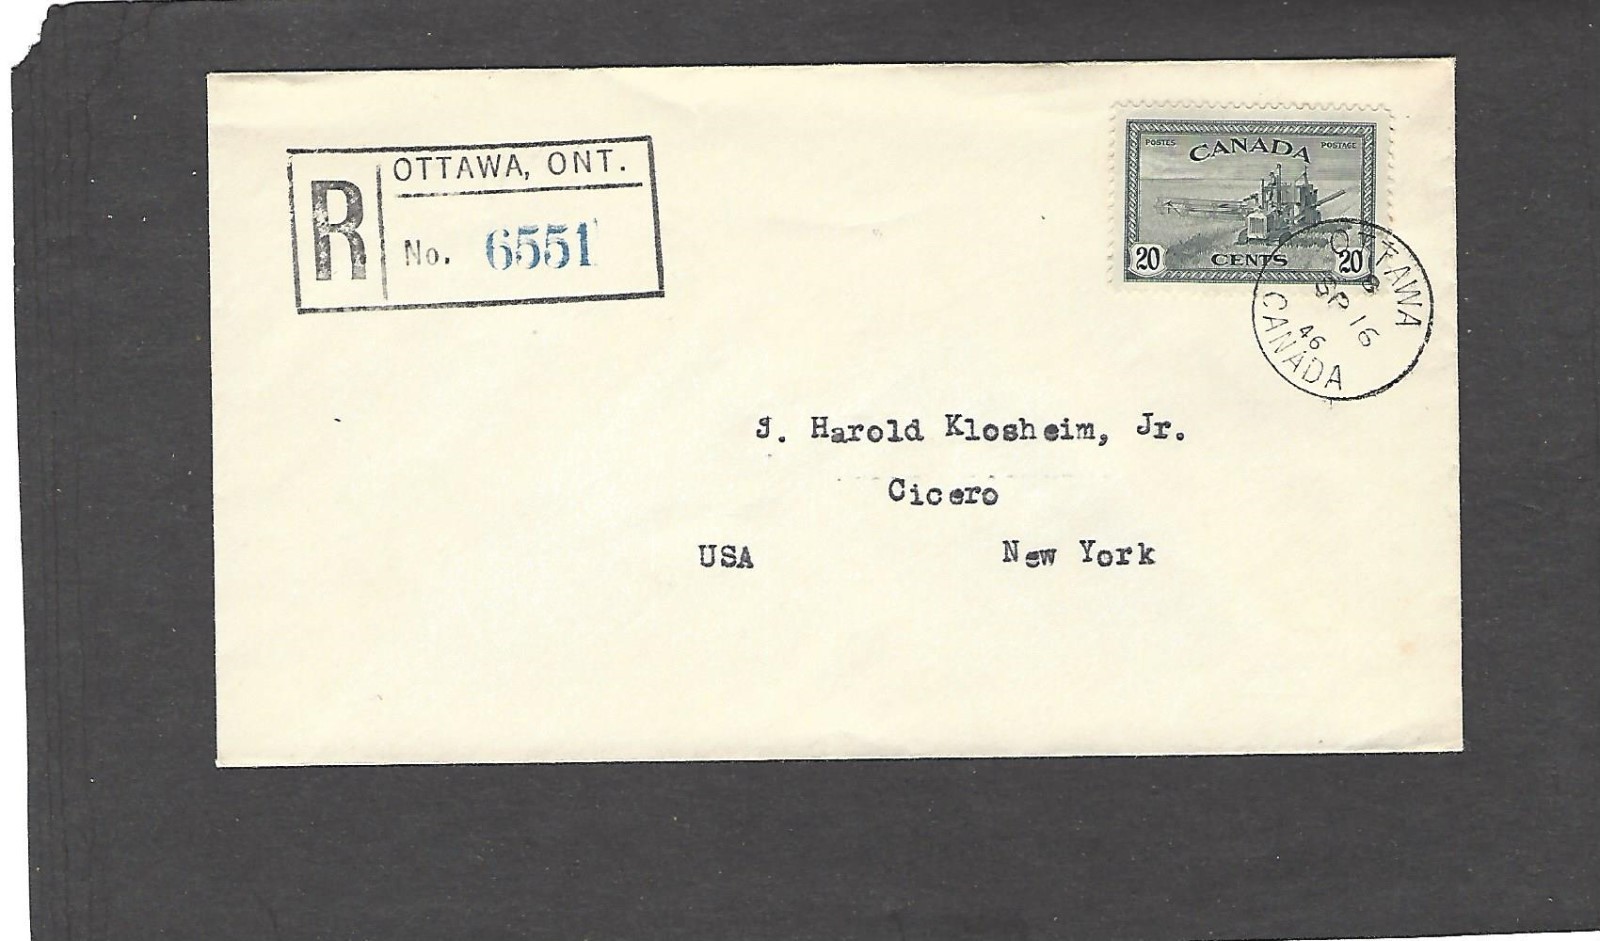 R
OTTAWA, ONT.
No. 6551
POSTES CANADA POSTAGE
20 CENTS 20
OTTAWA
8
SP 16
46
CANADA
J. Harold Klosheim, Jr.
Cicero
USA New York